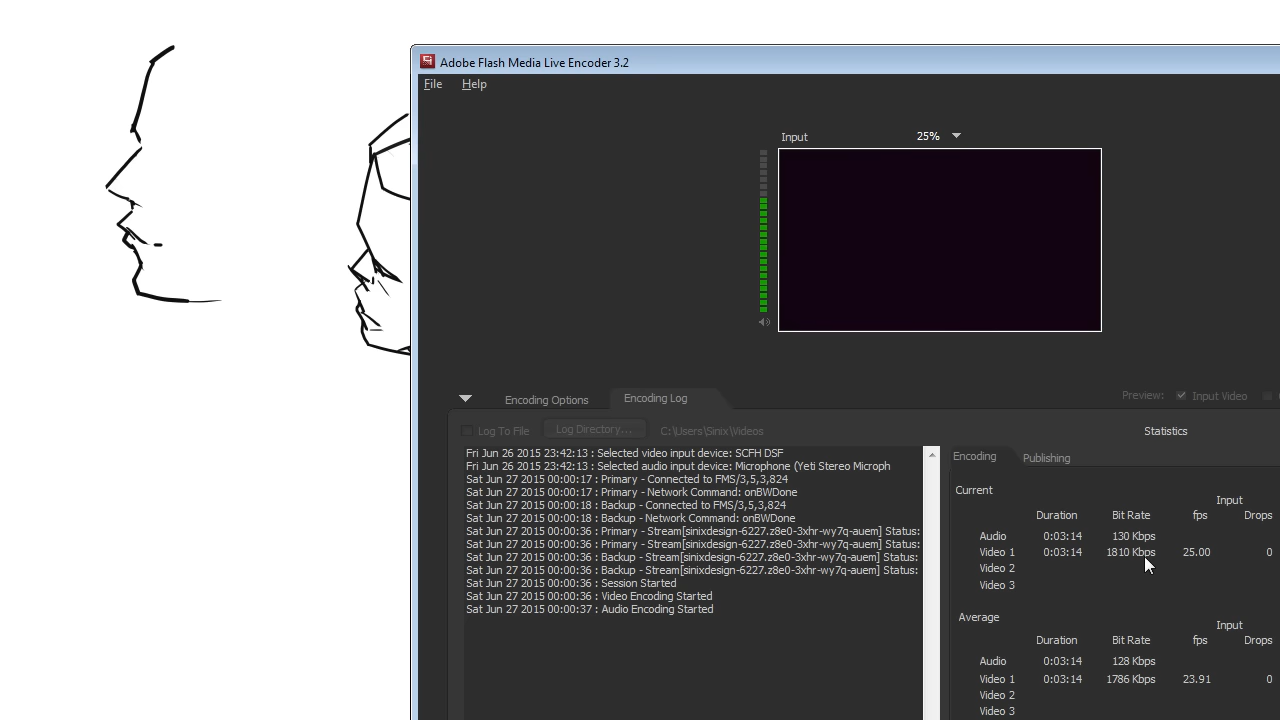 Adobe Flash Media Live Encoder 3.2
File Help
Input 25%
Encoding Options Encoding Log Preview: Input Video
Log To File Log Directory... C:\Users\Sinix\Videos Statistics
Encoding Publishing
Fri Jun 26 2015 23:42:13 : Selected video input device: SCFH DSF
Fri Jun 26 2015 23:42:13 : Selected audio input device: Microphone (Yeti Stereo Microph
Sat Jun 27 2015 00:00:17 : Primary - Connected to FMS/3,5,3,824
Sat Jun 27 2015 00:00:17 : Primary - Network Command: onBWDone
Sat Jun 27 2015 00:00:18 : Backup - Connected to FMS/3,5,3,824
Sat Jun 27 2015 00:00:18 : Backup - Network Command: onBWDone
Sat Jun 27 2015 00:00:36 : Primary - Stream[sinixdesign-6227.z8e0-3xhr-wy7q-auem] Status:
Sat Jun 27 2015 00:00:36 : Primary - Stream[sinixdesign-6227.z8e0-3xhr-wy7q-auem] Status:
Sat Jun 27 2015 00:00:36 : Backup - Stream[sinixdesign-6227.z8e0-3xhr-wy7q-auem] Status:
Sat Jun 27 2015 00:00:36 : Backup - Stream[sinixdesign-6227.z8e0-3xhr-wy7q-auem] Status:
Sat Jun 27 2015 00:00:36 : Session Started
Sat Jun 27 2015 00:00:36 : Video Encoding Started
Sat Jun 27 2015 00:00:37 : Audio Encoding Started
Current
Input
Duration Bit Rate fps Drops
Audio 0:03:14 130 Kbps
Video 1 0:03:14 1810 Kbps 25.00 0
Video 2
Video 3
Average
Input
Duration Bit Rate fps Drops
Audio 0:03:14 128 Kbps
Video 1 0:03:14 1786 Kbps 23.91 0
Video 2
Video 3